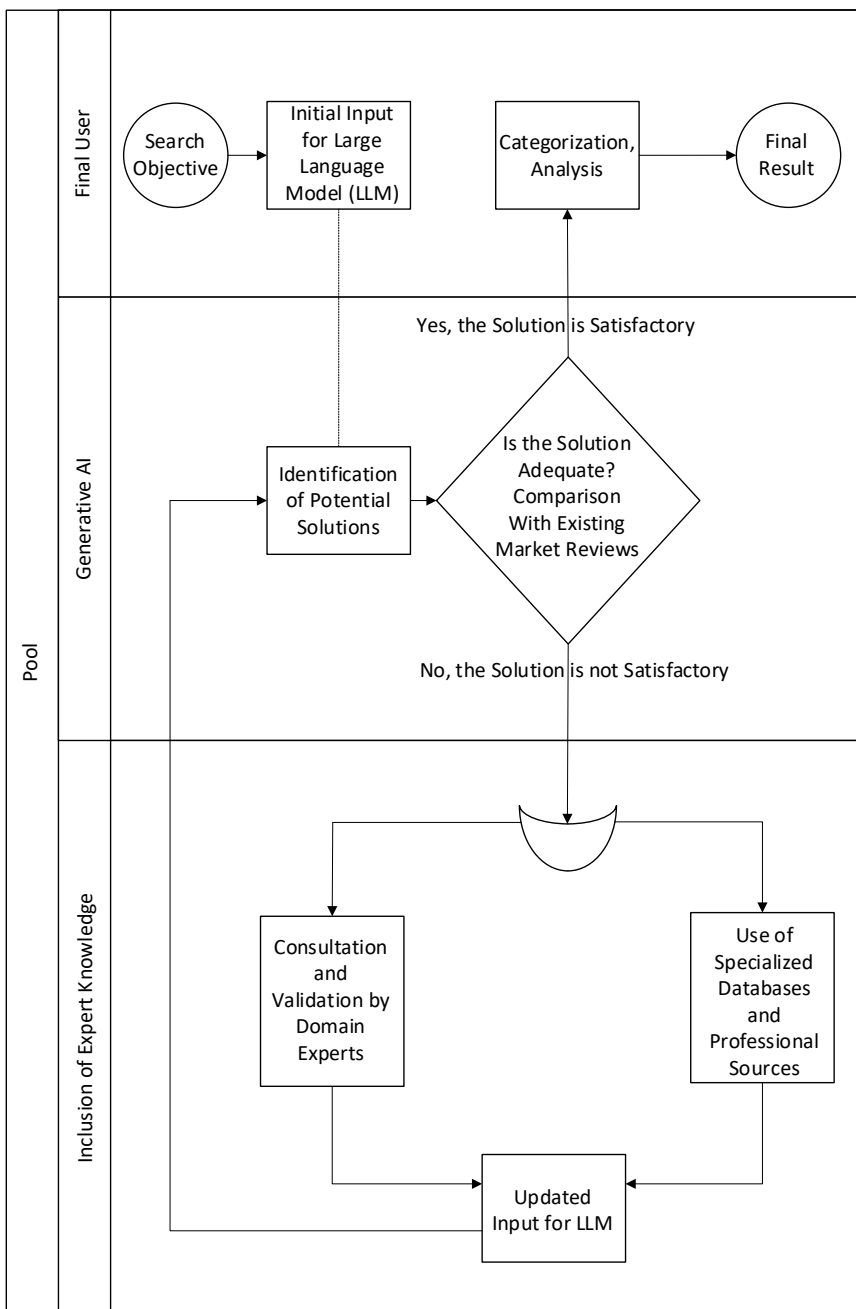 Pool
Final User
Search
Objective
Initial Input
for Large
Language
Model (LLM)
Categorization,
Analysis
Final
Result
Generative AI
Yes, the Solution is Satisfactory
Identification
of Potential
Solutions
Is the Solution
Adequate?
Comparison
With Existing
Market Reviews
No, the Solution is not Satisfactory
Inclusion of Expert Knowledge
Consultation
and
Validation by
Domain
Experts
Use of
Specialized
Databases
and
Professional
Sources
Updated
Input for LLM